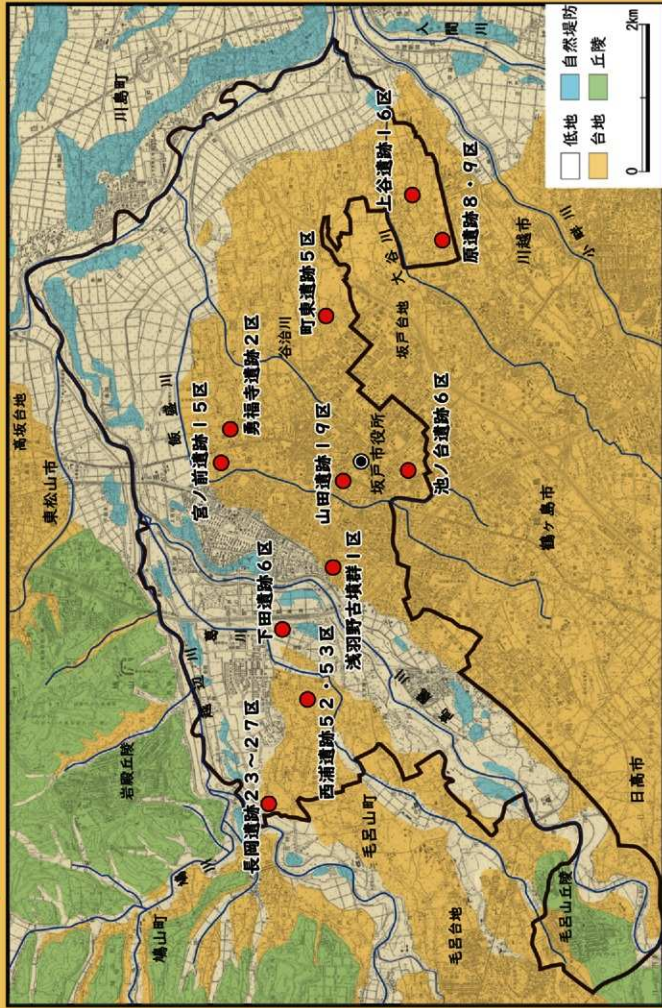 川島町
入間川
高坂台地
東松山市
飯盛川
上谷遺跡16区
原遺跡8・9区
大谷川
川越市
小畔川
町東遺跡5区
谷治川
坂戸台地
勇福寺遺跡2区
宮ノ前遺跡15区
山田遺跡19区
坂戸市役所
池ノ台遺跡6区
鶴ヶ島市
下田遺跡6区
浅羽野古墳群1区
葛川
越辺川
高麗川
西浦遺跡52・53区
長岡遺跡23～27区
岩殿丘陵
鳩川
鳩山町
毛呂山町
毛呂台地
毛呂山丘陵
日高市
低地
自然堤防
台地
丘陵
0
2km